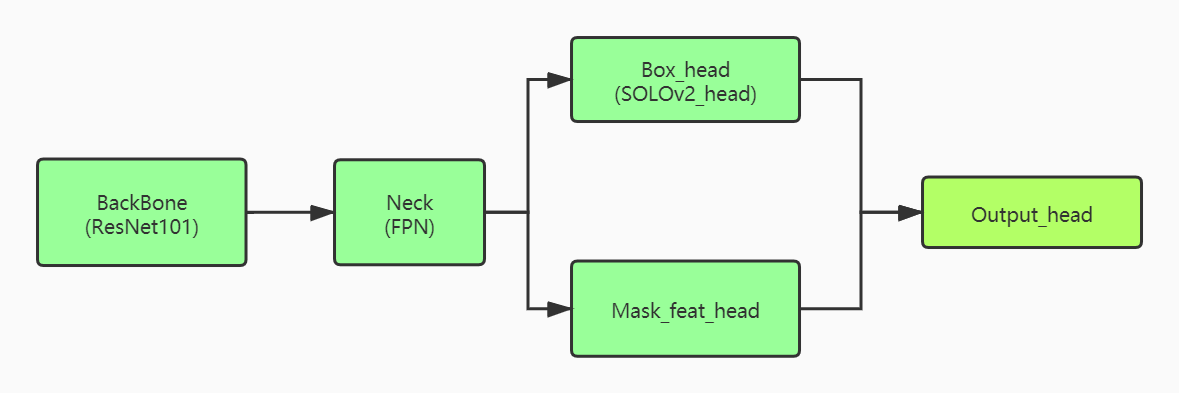 BackBone
(ResNet101)
Neck
(FPN)
Box_head
(SOLOv2_head)
Mask_feat_head
Output_head